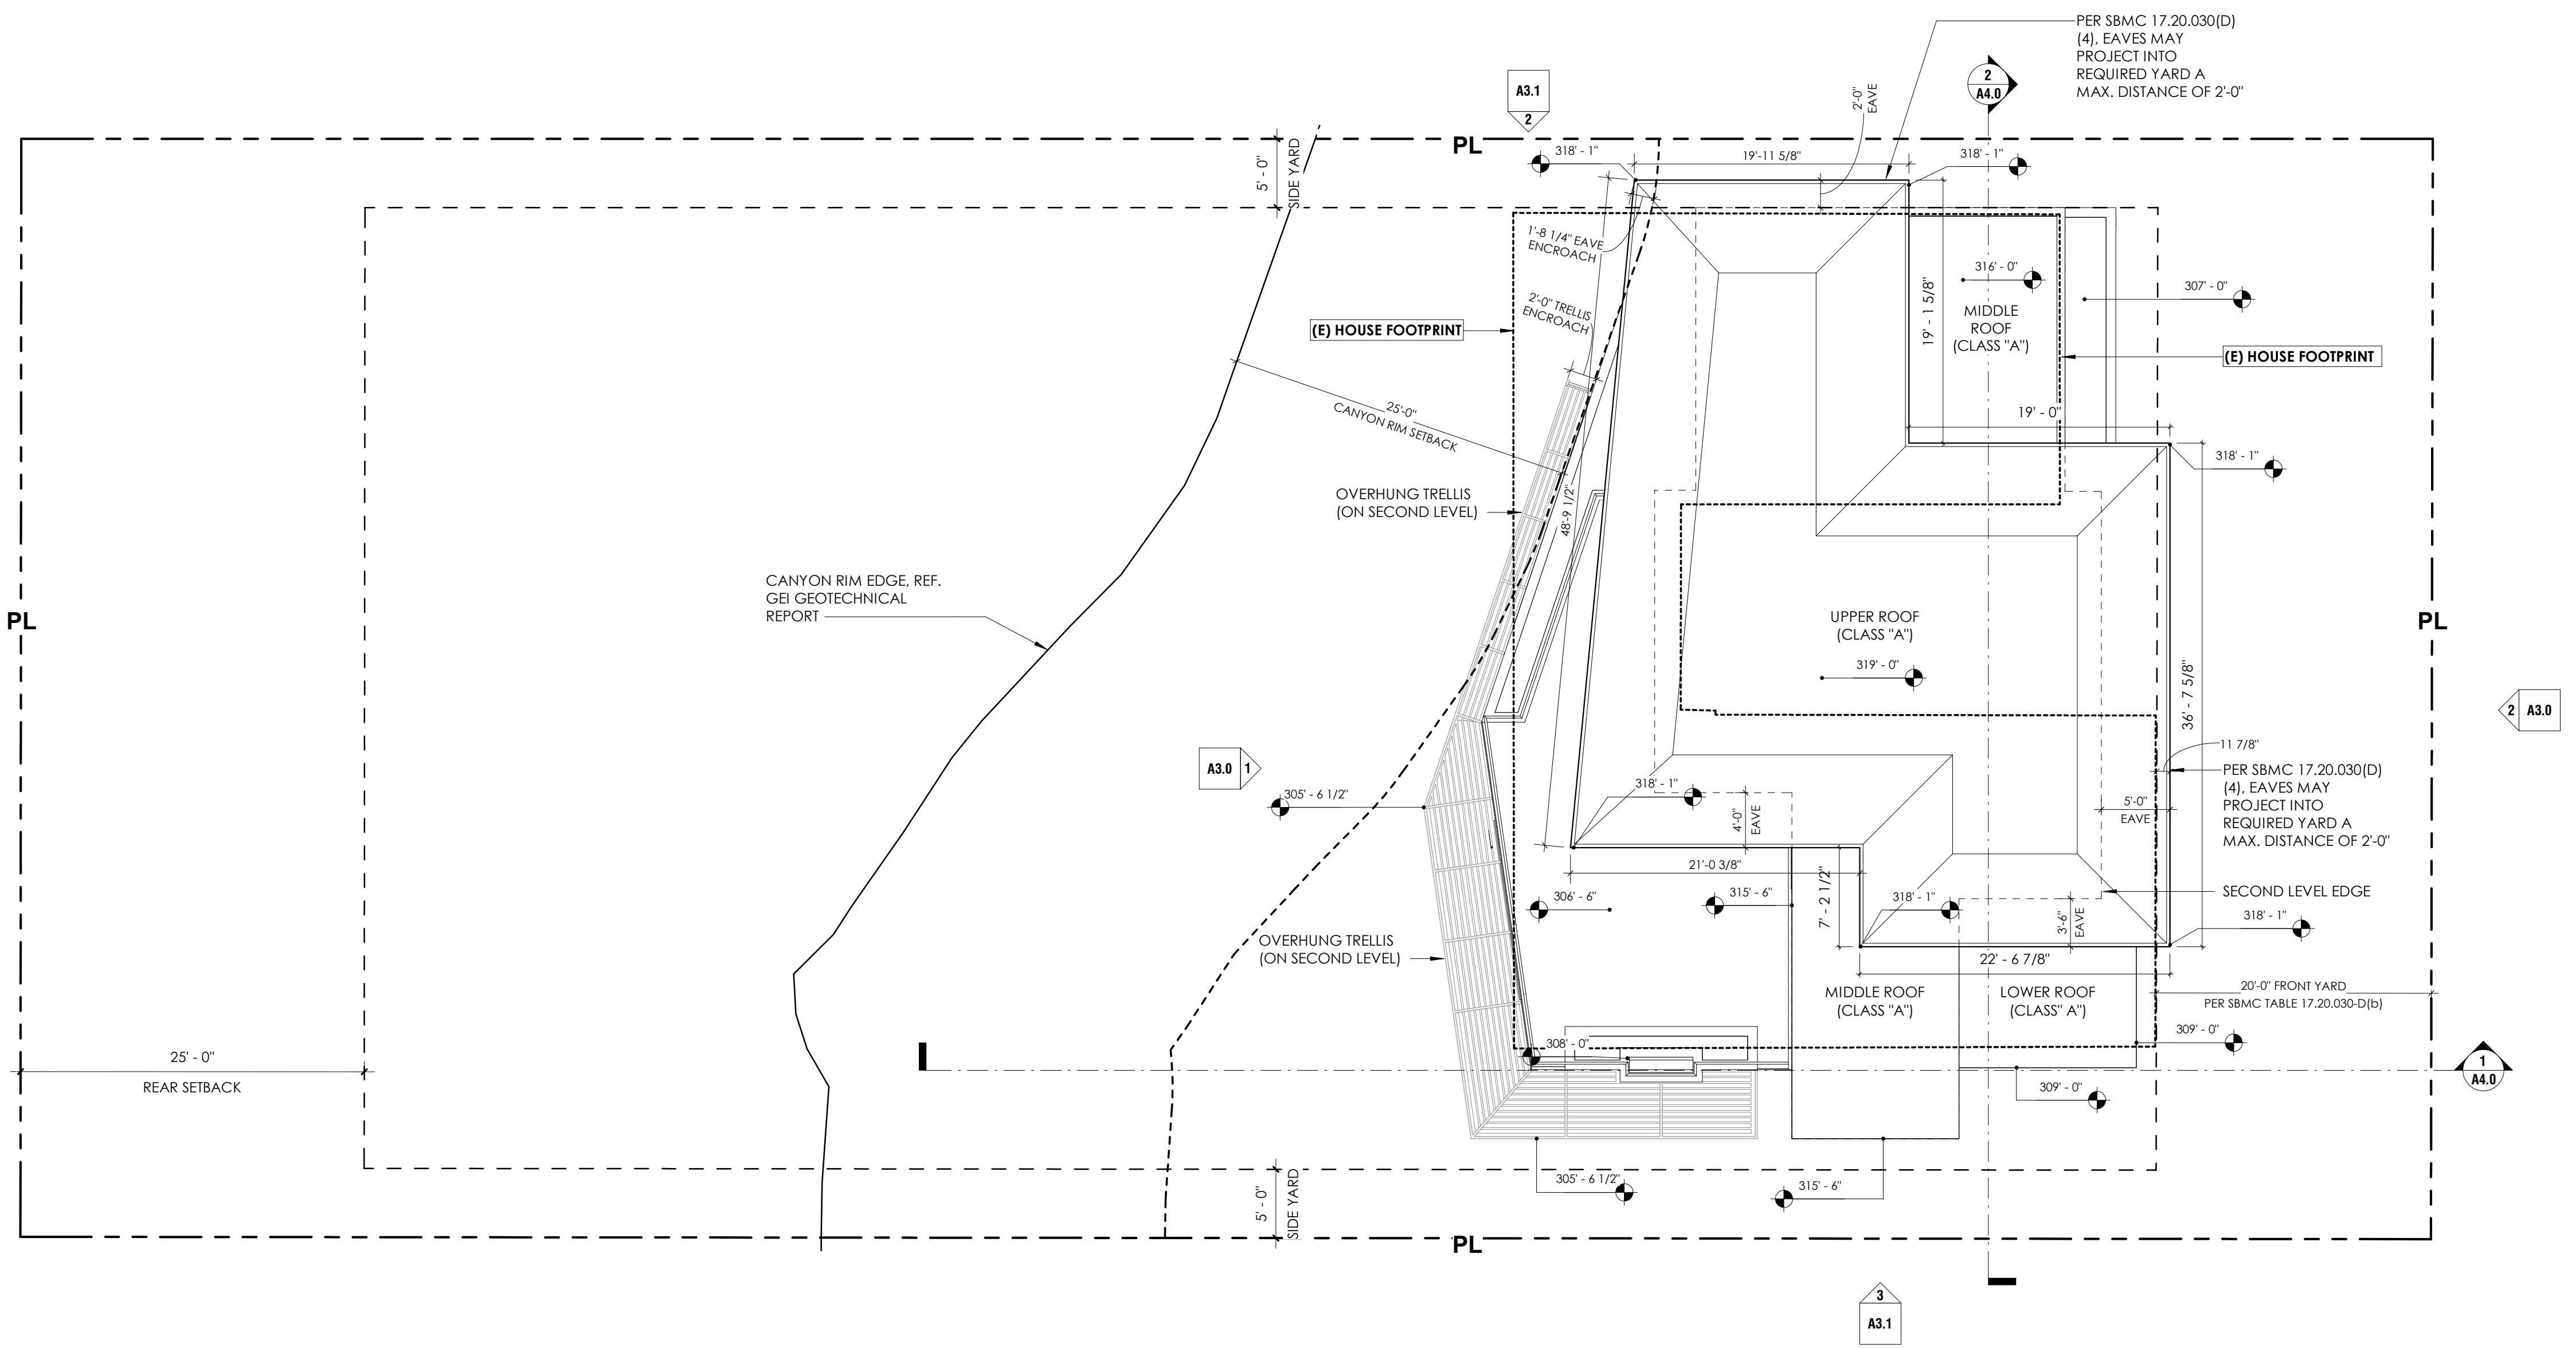 PER SBMC 17.20.030(D)
(4), EAVES MAY
PROJECT INTO
REQUIRED YARD A
MAX. DISTANCE OF 2'-0"
A3.1
2
2
A4.0
2'-0"
EAVE
PL
5' - 0"
SIDE YARD
318' - 1"
19'-11 5/8"
318' - 1"
1'-8 1/4" EAVE
ENCROACH
2'-0" TRELLIS
ENCROACH
316' - 0"
307' - 0"
19' - 1 5/8"
MIDDLE
ROOF
(CLASS "A")
(E) HOUSE FOOTPRINT
(E) HOUSE FOOTPRINT
25'-0"
CANYON RIM SETBACK
19' - 0"
318' - 1"
OVERHUNG TRELLIS
(ON SECOND LEVEL)
48'-9 1/2"
CANYON RIM EDGE, REF.
GEI GEOTECHNICAL
REPORT
PL
UPPER ROOF
(CLASS "A")
319' - 0"
PL
36' - 7 5/8"
2
A3.0
A3.0
1
11 7/8"
PER SBMC 17.20.030(D)
(4), EAVES MAY
PROJECT INTO
REQUIRED YARD A
MAX. DISTANCE OF 2'-0"
305' - 6 1/2"
318' - 1"
4'-0"
EAVE
5'-0"
EAVE
21'-0 3/8"
306' - 6"
315' - 6"
7' - 2 1/2"
318' - 1"
3'-6"
EAVE
SECOND LEVEL EDGE
318' - 1"
OVERHUNG TRELLIS
(ON SECOND LEVEL)
22' - 6 7/8"
MIDDLE ROOF
(CLASS "A")
LOWER ROOF
(CLASS" A")
20'-0" FRONT YARD
PER SBMC TABLE 17.20.030-D(b)
309' - 0"
308' - 0"
25' - 0"
REAR SETBACK
309' - 0"
1
A4.0
305' - 6 1/2"
315' - 6"
5' - 0"
SIDE YARD
PL
3
A3.1